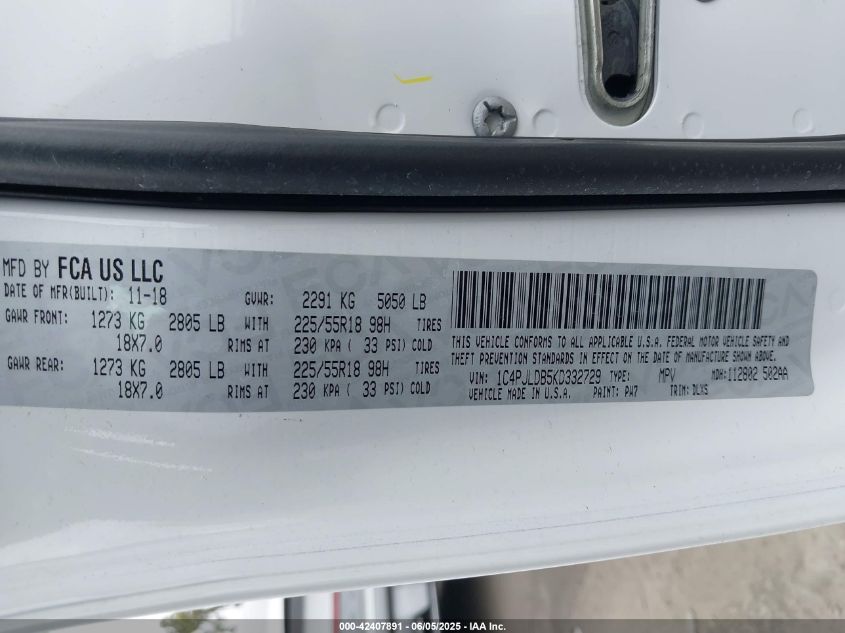 MFD BY FCA US LLC
DATE OF MFR(BUILT): 11-18 GVWR: 2291 KG 5050 LB
GAWR FRONT: 1273 KG 2805 LB WITH 225/55R18 98H TIRES
18X7.0 RIMS AT 230 KPA ( 33 PSI) COLD
GAWR REAR: 1273 KG 2805 LB WITH 225/55R18 98H TIRES
18X7.0 RIMS AT 230 KPA ( 33 PSI) COLD
THIS VEHICLE CONFORMS TO ALL APPLICABLE U.S.A. FEDERAL MOTOR VEHICLE SAFETY AND
THEFT PREVENTION STANDARDS IN EFFECT ON THE DATE OF MANUFACTURE SHOWN ABOVE.
VIN: 1C4PJLDB5KD332729 TYPE: MPV MDH: 112802 502AA
VEHICLE MADE IN U.S.A. PAINT: PW7 TRIM: DLXS
000-42407891 - 06/05/2025 - IAA Inc.